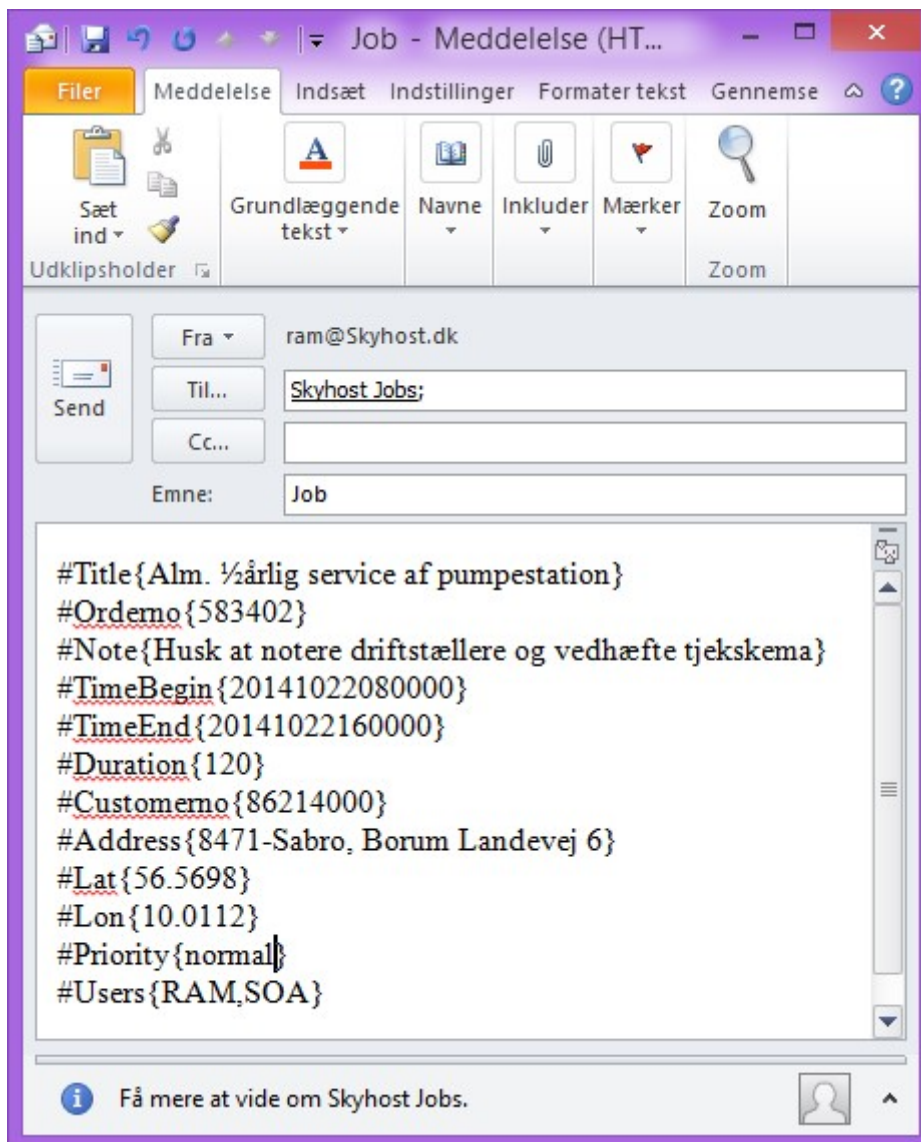 Job - Meddelelse (HT...
Filer Meddelelse Indsæt Indstillinger Formater tekst Gennemse
Sæt ind
Grundlæggende tekst
Navne
Inkluder
Mærker
Zoom
Udklipsholder
Zoom
Send
Fra ram@Skyhost.dk
Til... Skyhost Jobs;
Cc...
Emne: Job
#Title{Alm. ½årlig service af pumpestation}
#Orderno{583402}
#Note{Husk at notere driftstællere og vedhæfte tjekskema}
#TimeBegin{20141022080000}
#TimeEnd{20141022160000}
#Duration{120}
#Customerno{86214000}
#Address{8471-Sabro, Borum Landevej 6}
#Lat{56.5698}
#Lon{10.0112}
#Priority{normal}
#Users{RAM,SOA}
Få mere at vide om Skyhost Jobs.